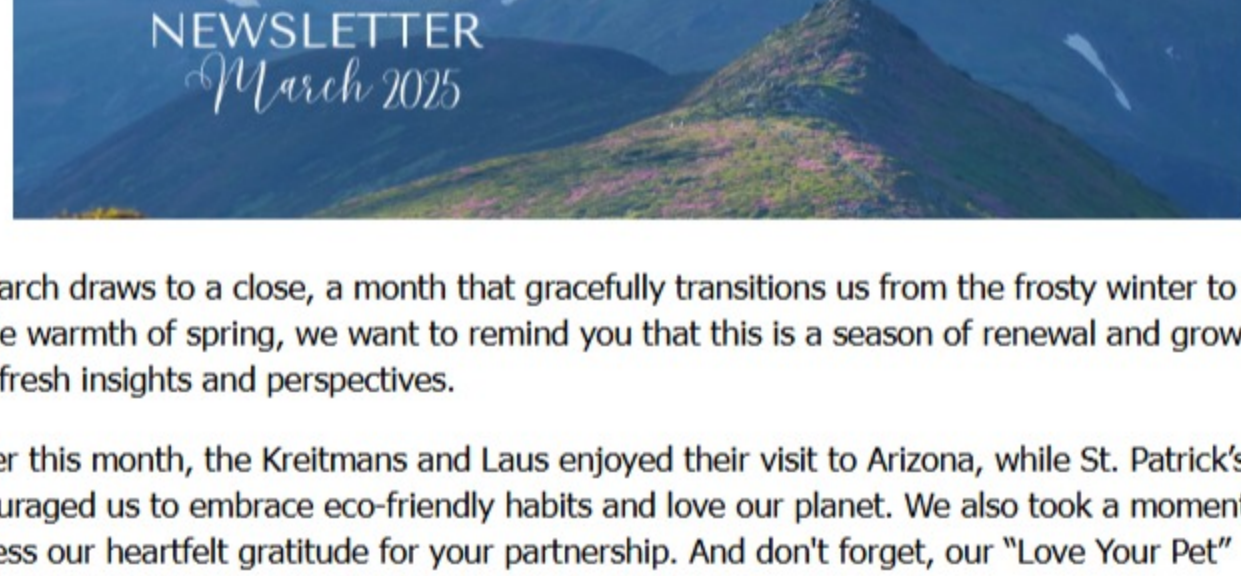 NEWSLETTER
March 2025
arch draws to a close, a month that gracefully transitions us from the frosty winter to
e warmth of spring, we want to remind you that this is a season of renewal and grow
fresh insights and perspectives.
er this month, the Kreitmans and Laus enjoyed their visit to Arizona, while St. Patrick's
uraged us to embrace eco-friendly habits and love our planet. We also took a moment
ess our heartfelt gratitude for your partnership. And don't forget, our “Love Your Pet”